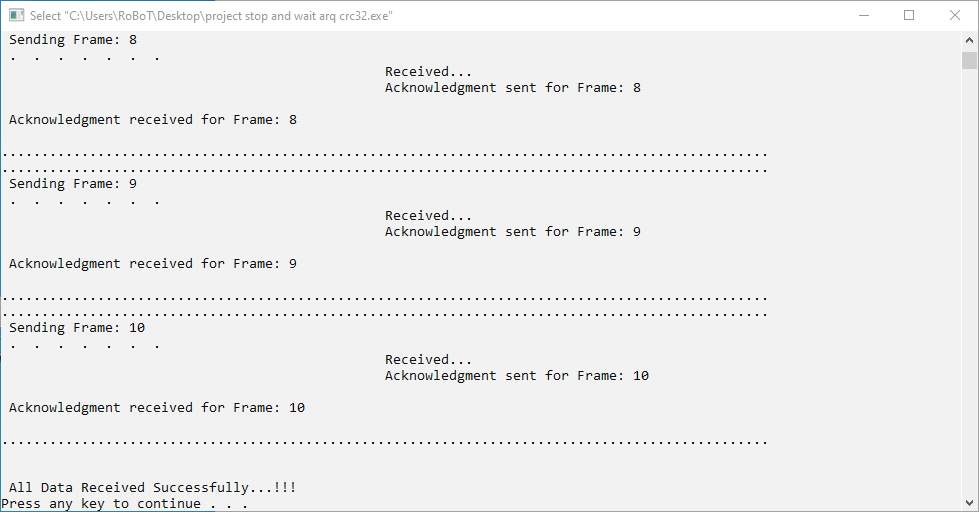 Select "C:\Users\RoBoT\Desktop\project stop and wait arq crc32.exe"
Sending Frame: 8
. . . . . . .
Received...
Acknowledgment sent for Frame: 8
Acknowledgment received for Frame: 8
................................................................................................
................................................................................................
Sending Frame: 9
. . . . . . .
Received...
Acknowledgment sent for Frame: 9
Acknowledgment received for Frame: 9
................................................................................................
................................................................................................
Sending Frame: 10
. . . . . . .
Received...
Acknowledgment sent for Frame: 10
Acknowledgment received for Frame: 10
................................................................................................
All Data Received Successfully...!!!
Press any key to continue . . .